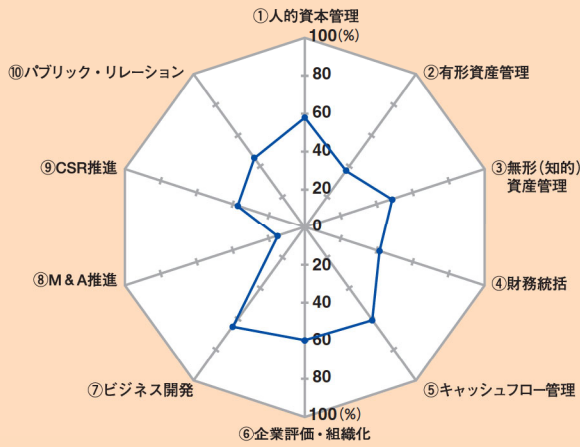 ①人的資本管理
100(%)
⑩パブリック・リレーション
②有形資産管理
80
60
40
⑨CSR推進
③無形(知的)
資産管理
20
0
⑧M & A推進
④財務統括
20
40
60
⑦ビジネス開発
⑤キャッシュフロー管理
80
100(%)
⑥企業評価・組織化